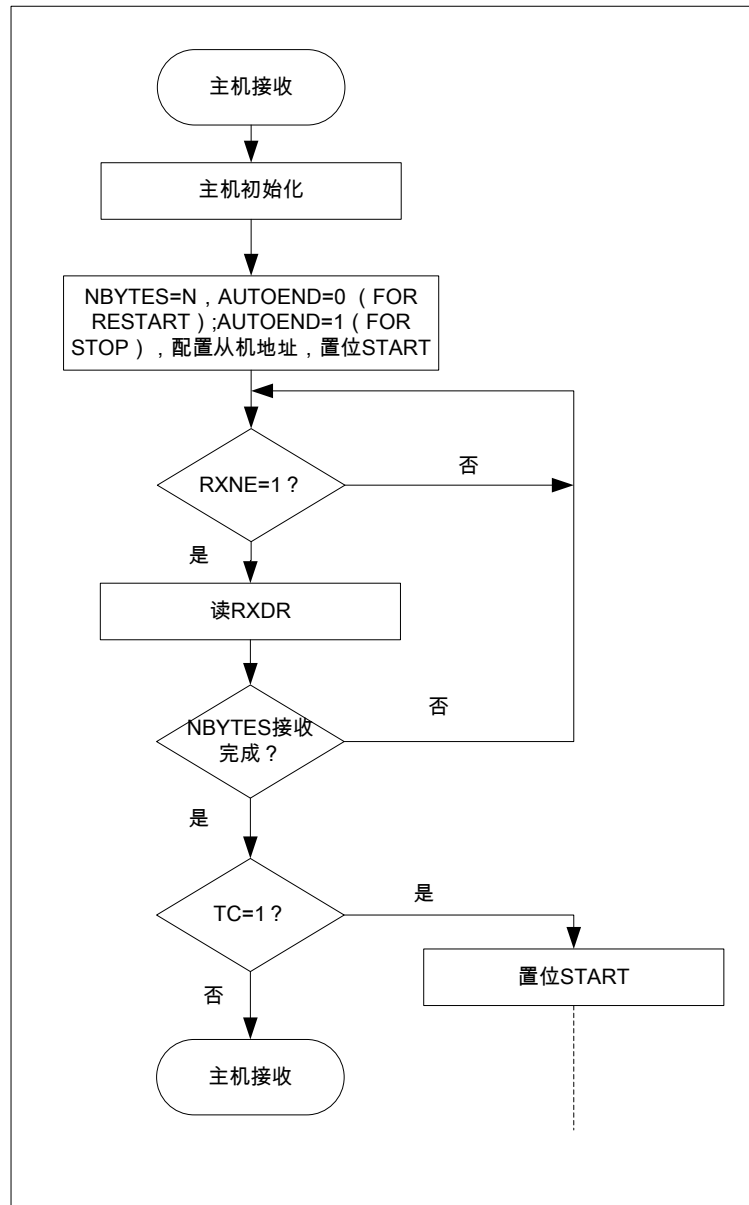 主机接收
主机初始化
NBYTES=N，AUTOEND=0 （FOR
RESTART）;AUTOEND=1（FOR
STOP），配置从机地址，置位START
RXNE=1？
否
是
读RXDR
NBYTES接收
完成？
否
是
TC=1？
是
置位START
否
主机接收